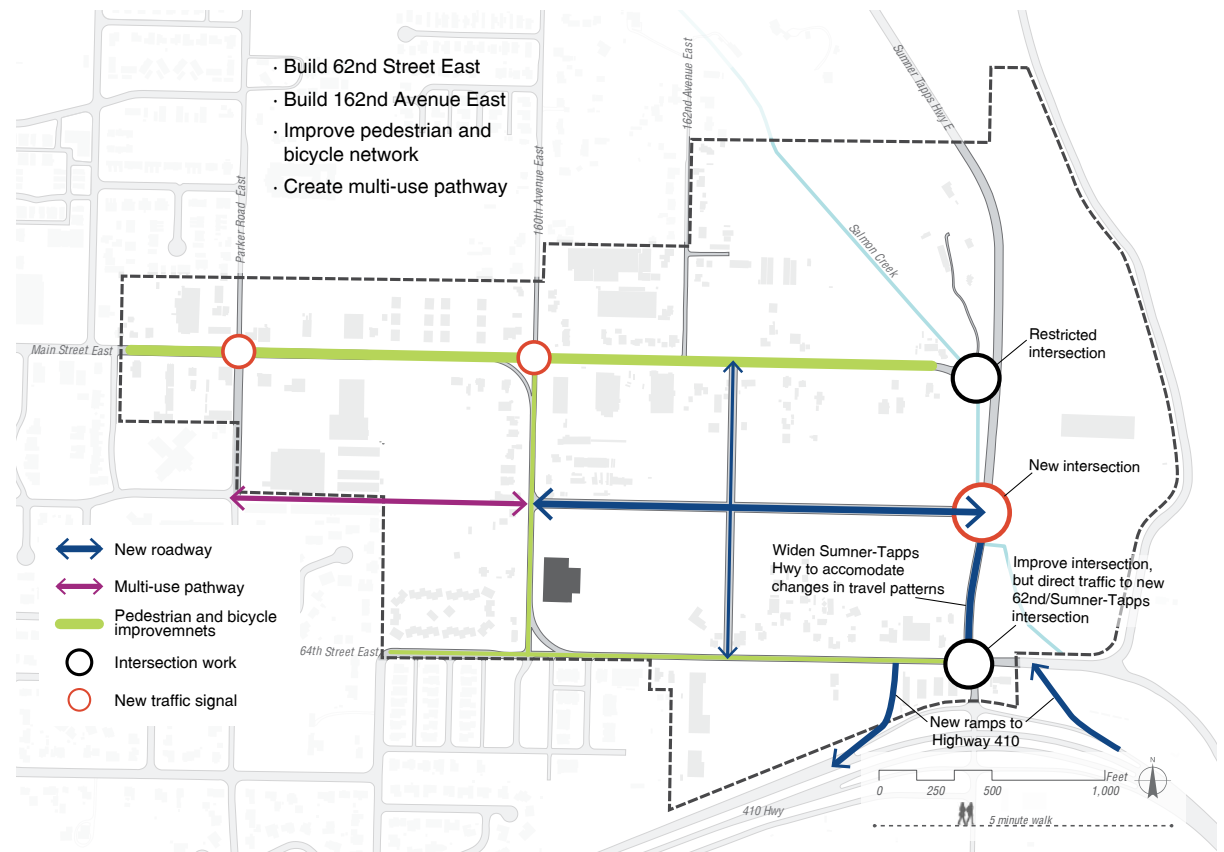 · Build 62nd Street East
· Build 162nd Avenue East
· Improve pedestrian and
bicycle network
· Create multi-use pathway
Parker Road East
160th Avenue East
162nd Avenue East
Sumner Tapps Hwy E
Salmon Creek
Main Street East
Restricted
intersection
New intersection
Widen Sumner-Tapps
Hwy to accomodate
changes in travel patterns
Improve intersection,
but direct traffic to new
62nd/Sumner-Tapps
intersection
New roadway
Multi-use pathway
Pedestrian and bicycle
improvemnets
Intersection work
New traffic signal
64th Street East
New ramps to
Highway 410
410 Hwy
N
Feet
0 250 500 1,000
5 minute walk